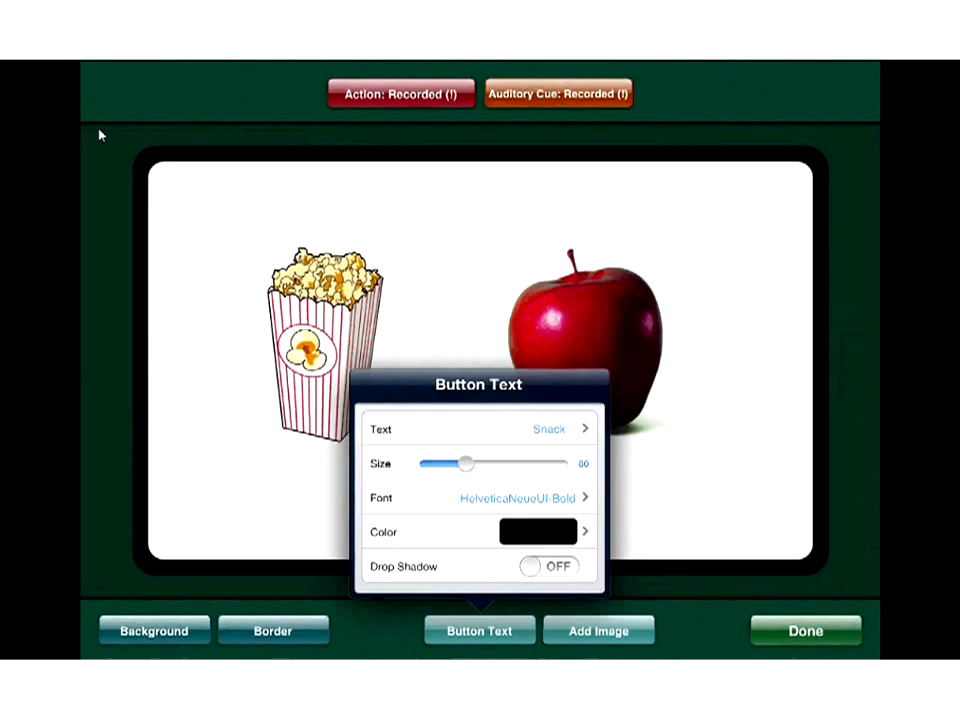 Action: Recorded (!)
Auditory Cue: Recorded (!)
Button Text
Text Snack
Size 80
Font .HelveticaNeueUI-Bold
Color
Drop Shadow OFF
Background
Border
Button Text
Add Image
Done